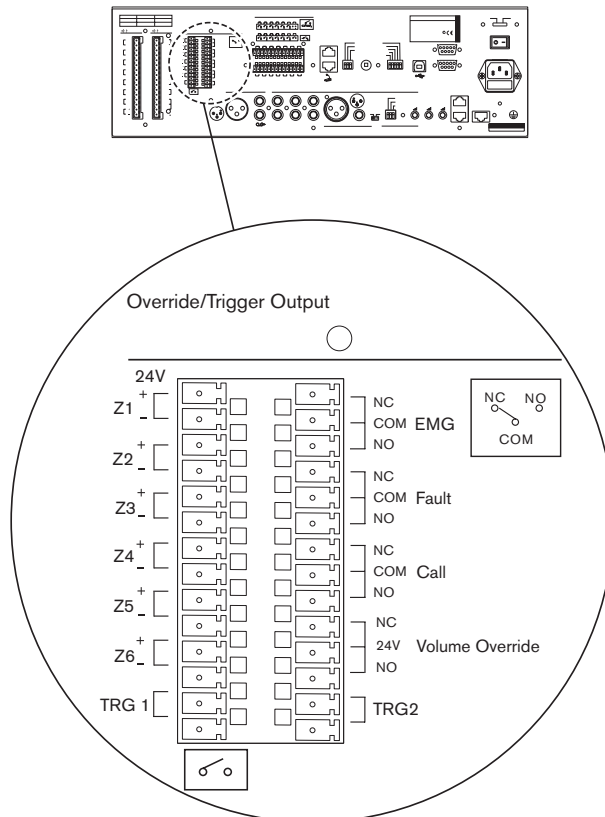 Override/Trigger Output
24V
Z1 + -
Z2 + -
Z3 + -
Z4 + -
Z5 + -
Z6 + -
TRG 1
NC
COM EMG
NO
NC
COM Fault
NO
NC
COM Call
NO
NC
24V Volume Override
NO
TRG2
NC NO
COM